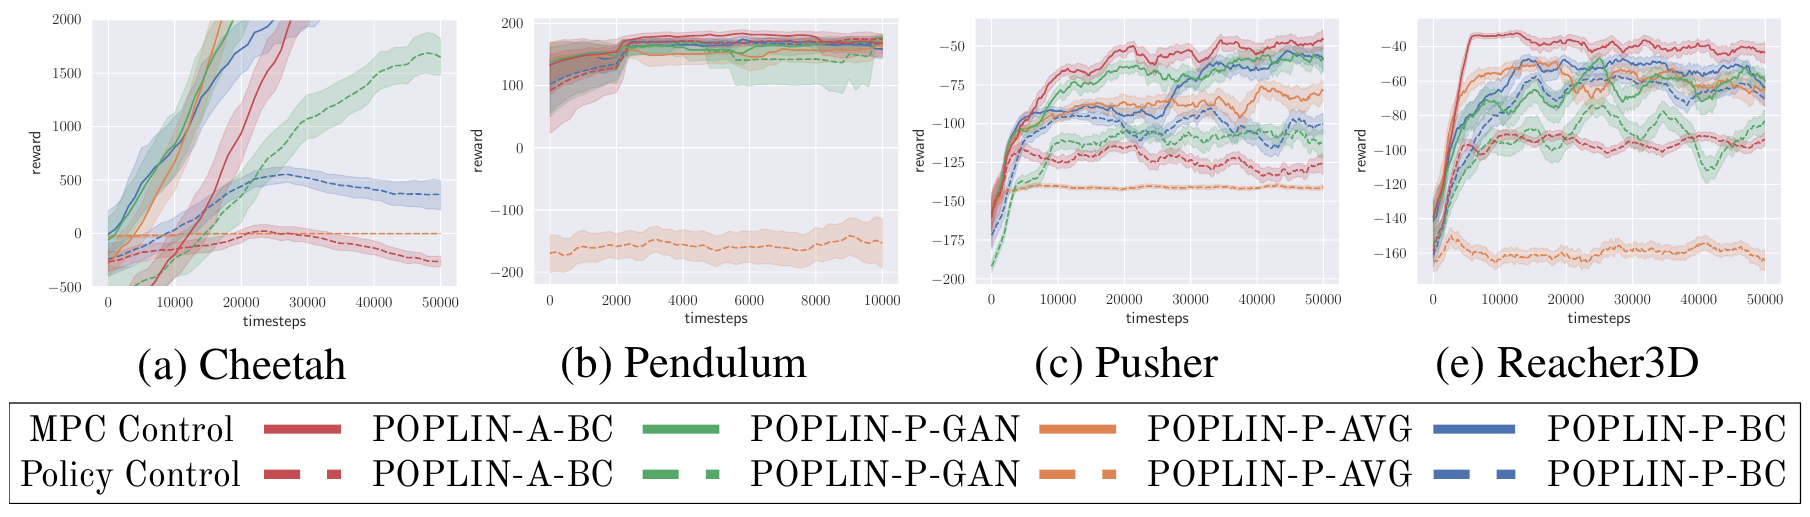 2000
1500
1000
500
0
−500
reward
0 10000 20000 30000 40000 50000
timesteps
(a) Cheetah
200
100
0
−100
−200
reward
0 2000 4000 6000 8000 10000
timesteps
(b) Pendulum
−50
−75
−100
−125
−150
−175
−200
reward
0 10000 20000 30000 40000 50000
timesteps
(c) Pusher
−40
−60
−80
−100
−120
−140
−160
reward
0 10000 20000 30000 40000 50000
timesteps
(e) Reacher3D
MPC Control POPLIN-A-BC POPLIN-P-GAN POPLIN-P-AVG POPLIN-P-BC
Policy Control POPLIN-A-BC POPLIN-P-GAN POPLIN-P-AVG POPLIN-P-BC